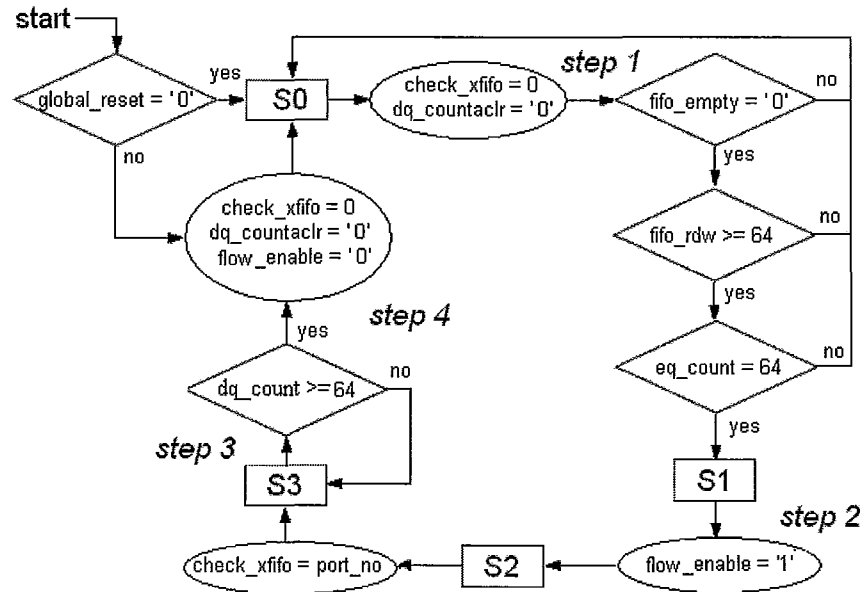 start
global_reset = '0'
yes
no
S0
check_xfifo = 0
dq_countaclr = '0'
step 1
fifo_empty = '0'
no
yes
fifo_rdw >= 64
no
yes
eq_count = 64
no
yes
S1
step 2
flow_enable = '1'
S2
check_xfifo = port_no
S3
step 3
dq_count >= 64
no
yes
step 4
check_xfifo = 0
dq_countaclr = '0'
flow_enable = '0'